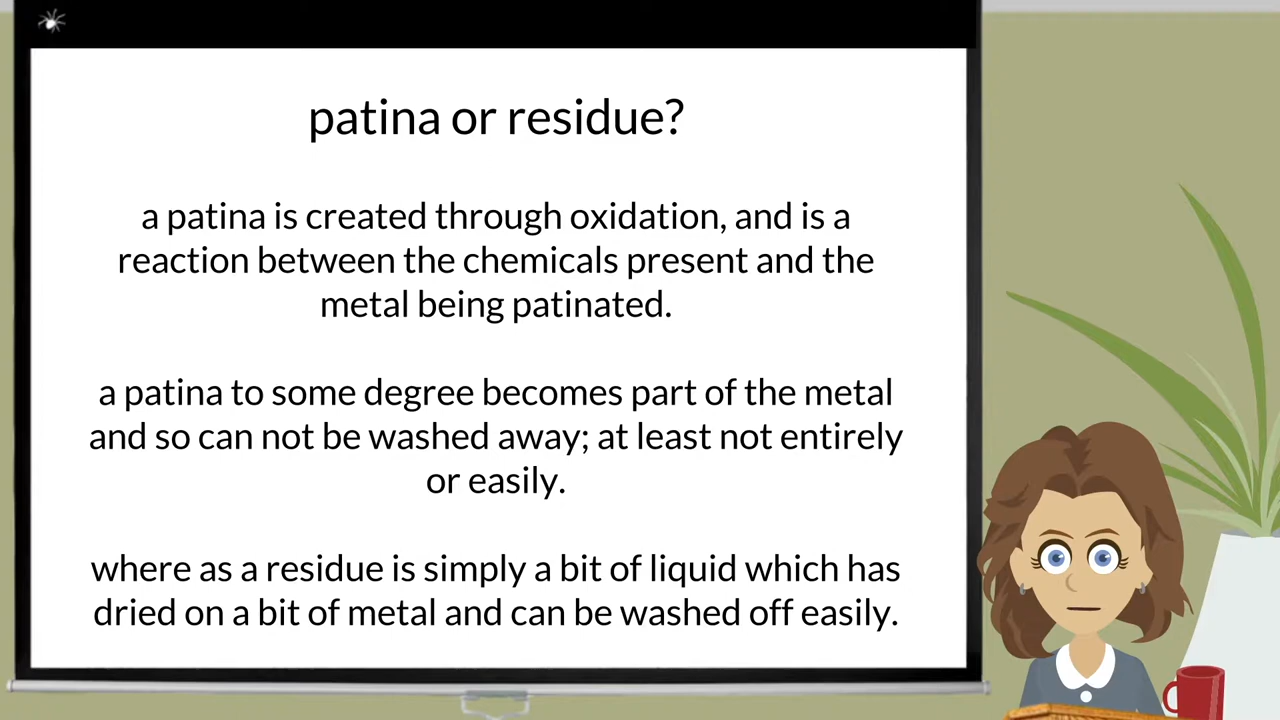 patina or residue?
a patina is created through oxidation, and is a
reaction between the chemicals present and the
metal being patinated.
a patina to some degree becomes part of the metal
and so can not be washed away; at least not entirely
or easily.
where as a residue is simply a bit of liquid which has
dried on a bit of metal and can be washed off easily.